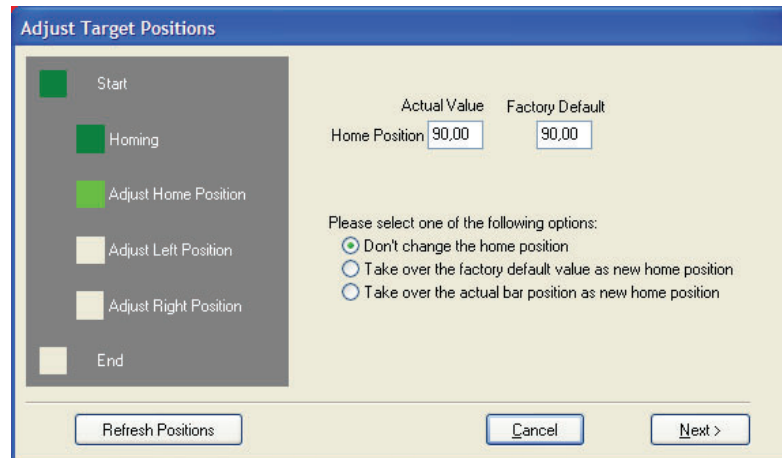 Adjust Target Positions
Start
Homing
Adjust Home Position
Adjust Left Position
Adjust Right Position
End
Actual Value Factory Default
Home Position 90,00 90,00
Please select one of the following options:
Don't change the home position
Take over the factory default value as new home position
Take over the actual bar position as new home position
Refresh Positions Cancel Next >